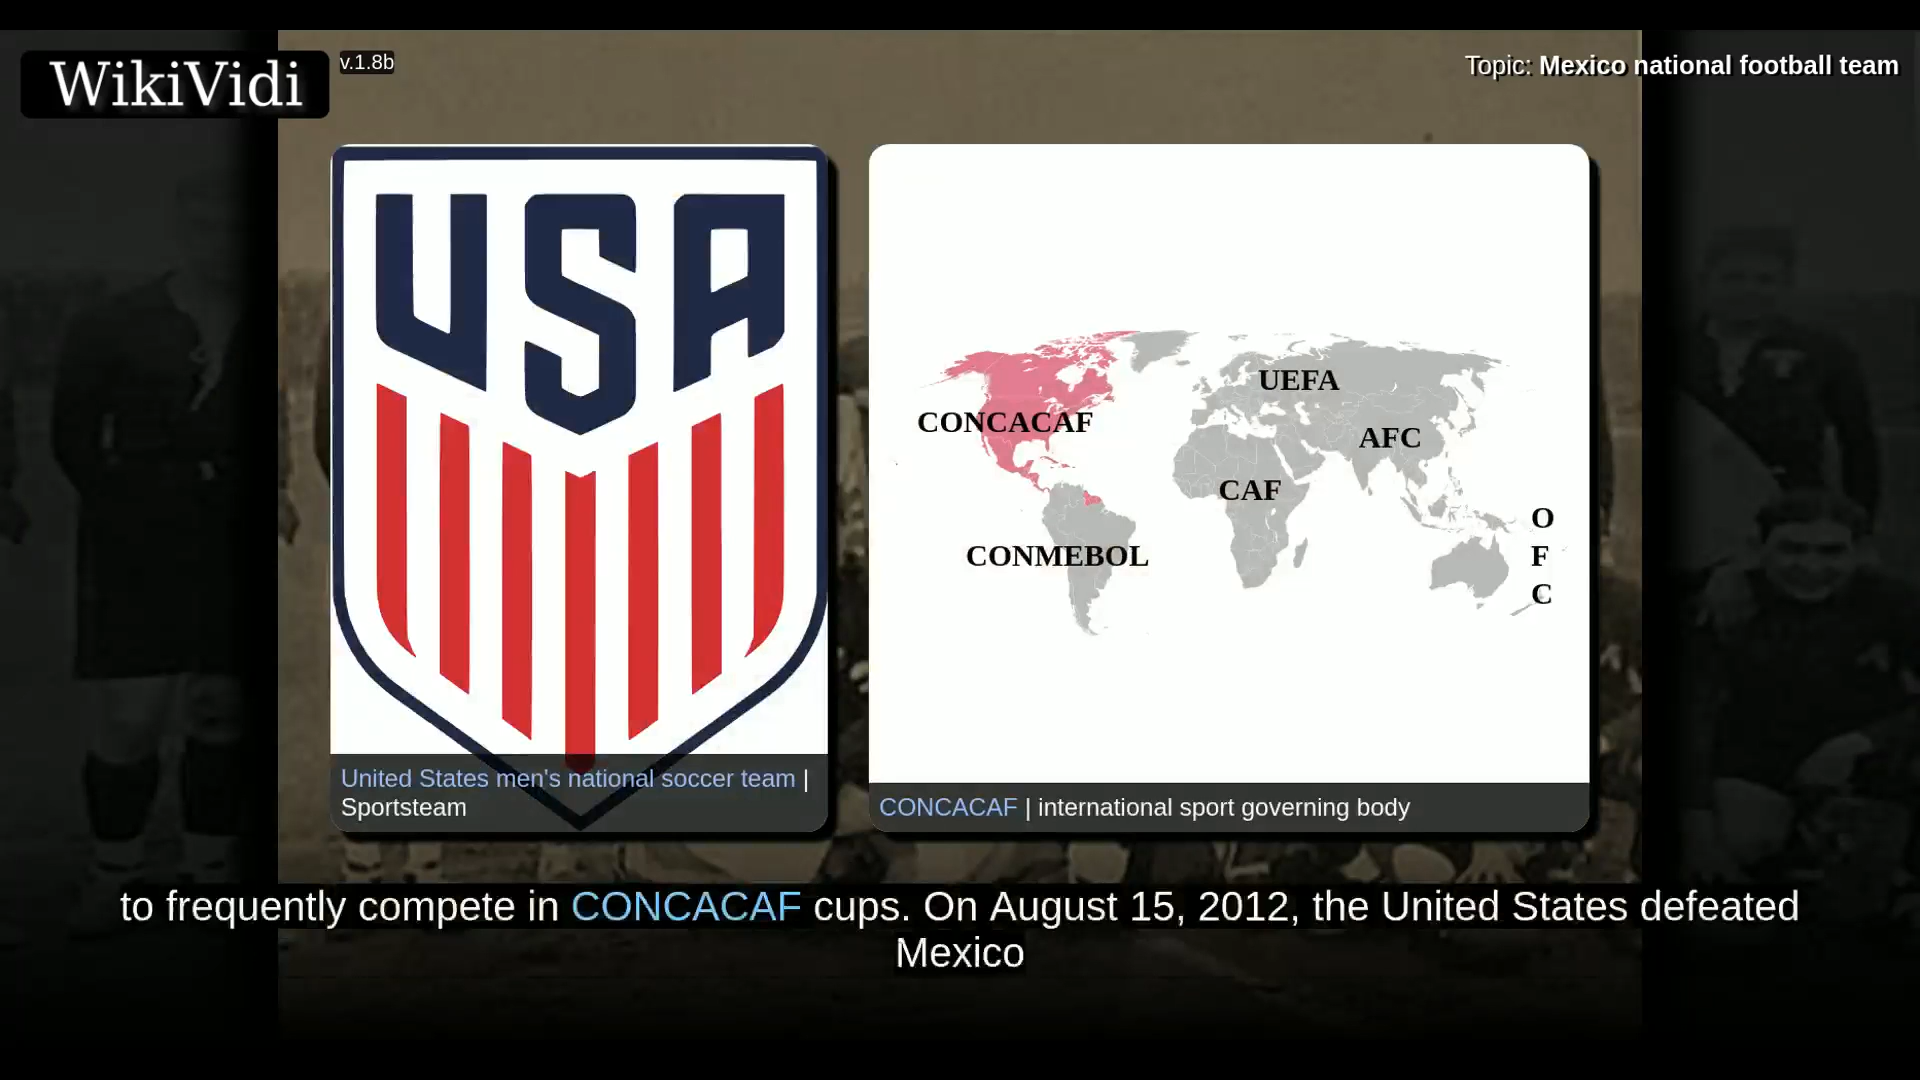 WikiVidi
v.1.8b
Topic: Mexico national football team
USA
UEFA
CONCACAF
AFC
CAF
O
F
C
CONMEBOL
United States men's national soccer team |
Sportsteam
CONCACAF | international sport governing body
to frequently compete in CONCACAF cups. On August 15, 2012, the United States defeated
Mexico